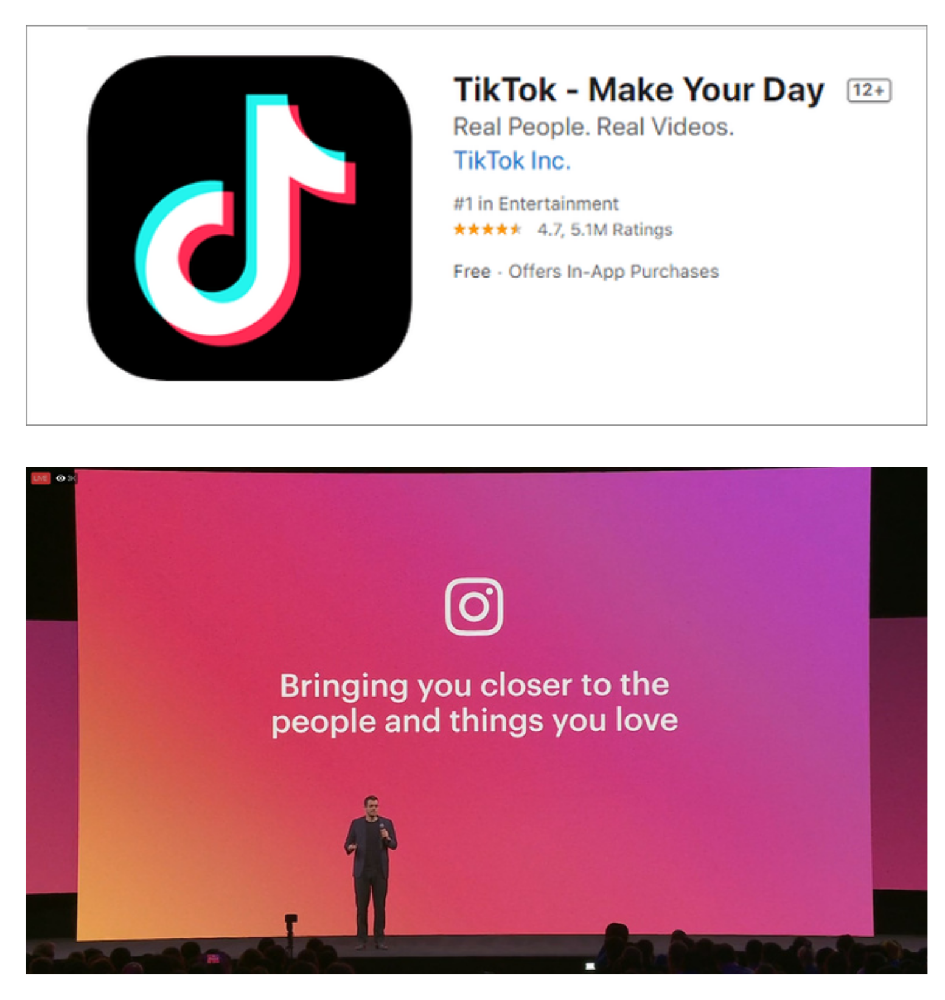 TikTok - Make Your Day 12+
Real People. Real Videos.
TikTok Inc.
#1 in Entertainment
4.7, 5.1M Ratings
Free · Offers In-App Purchases
LIVE 3K
Bringing you closer to the
people and things you love